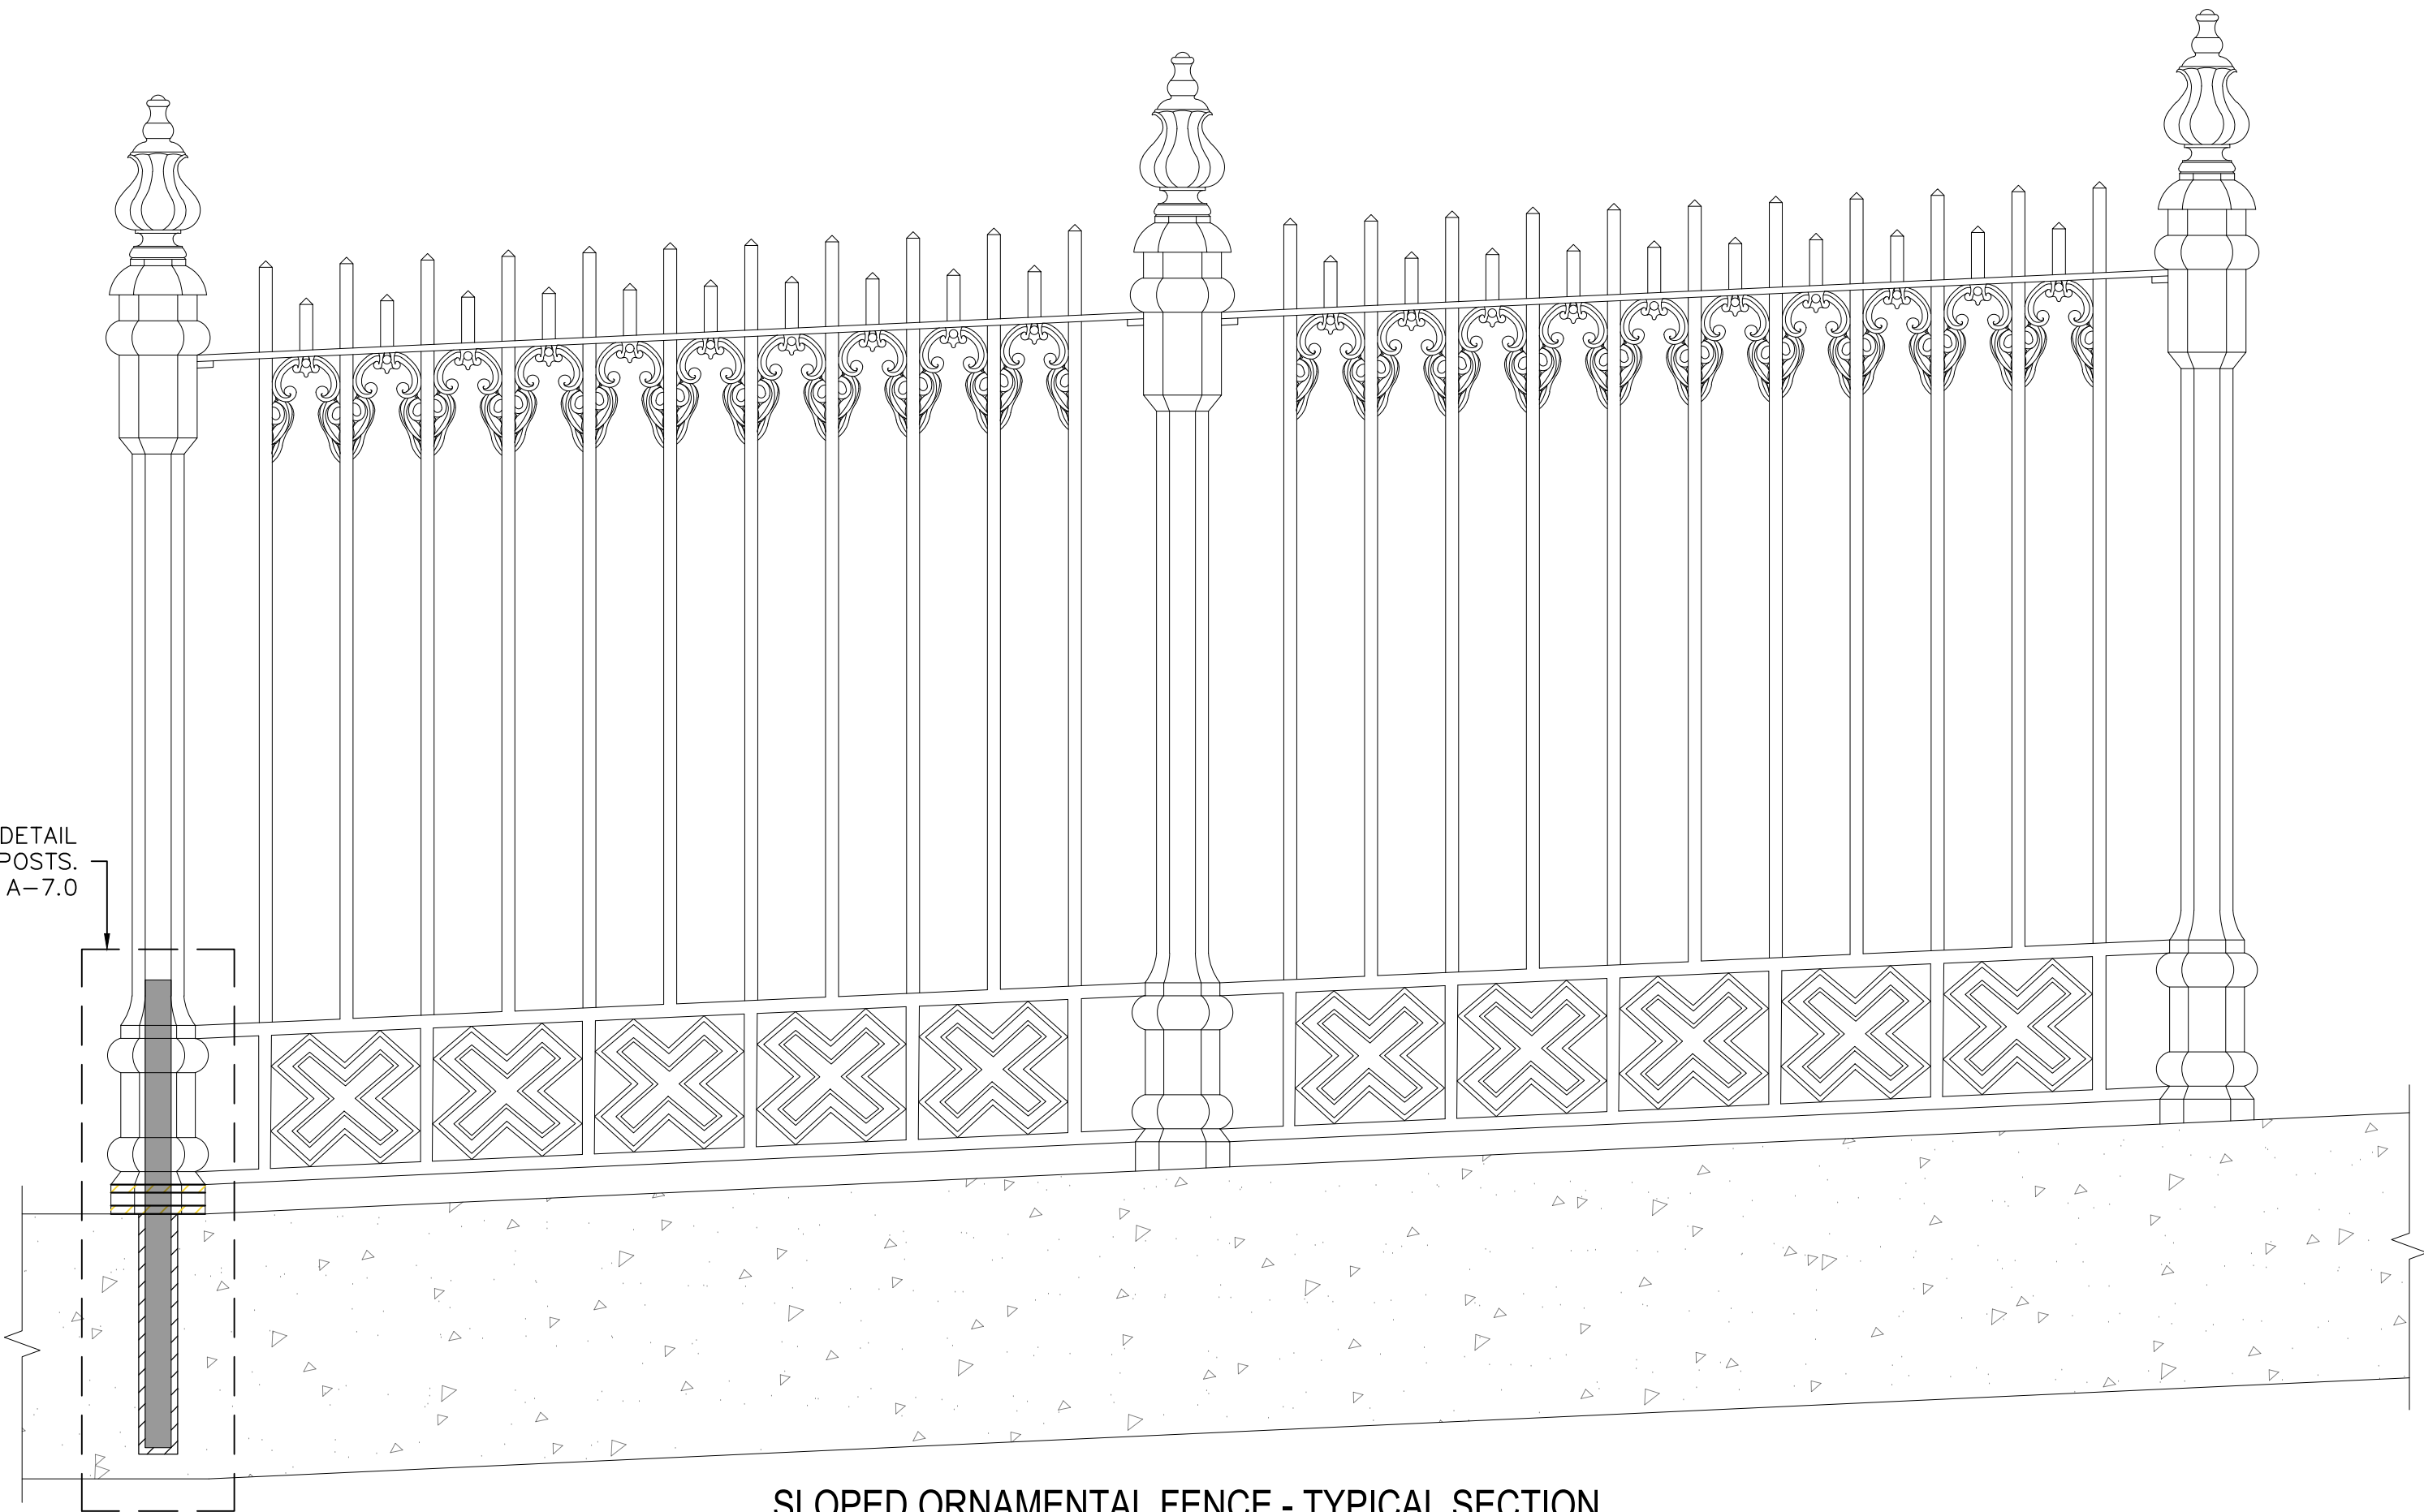 DETAIL
POSTS.
A-7.0
SLOPED ORNAMENTAL FENCE - TYPICAL SECTION